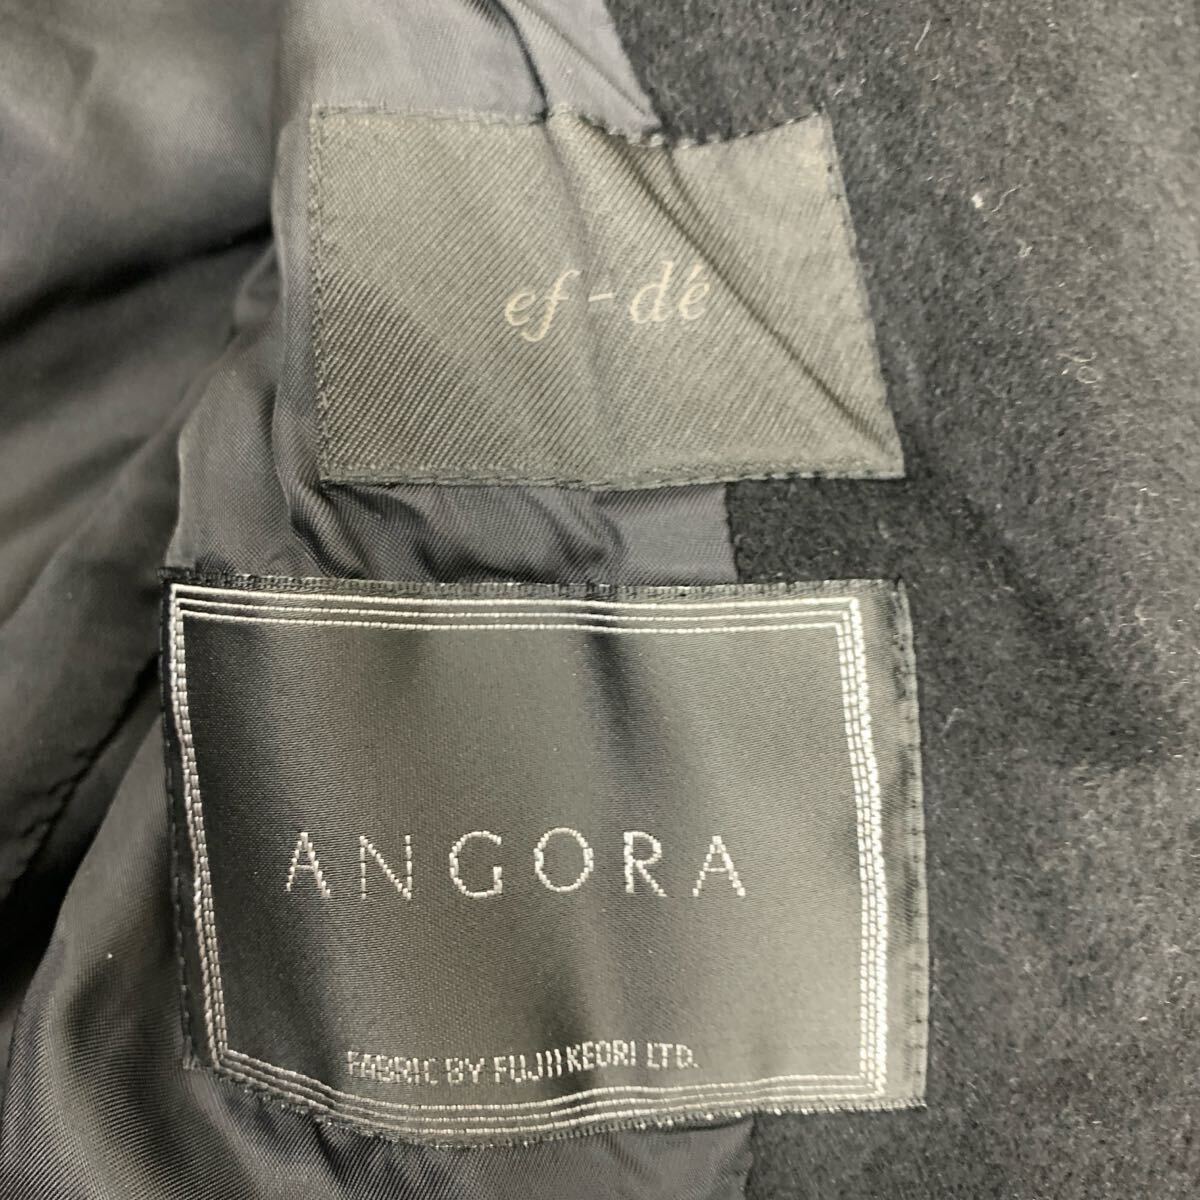 ef-dé
ANGORA
FABRIC BY FUJII KEORI LTD.